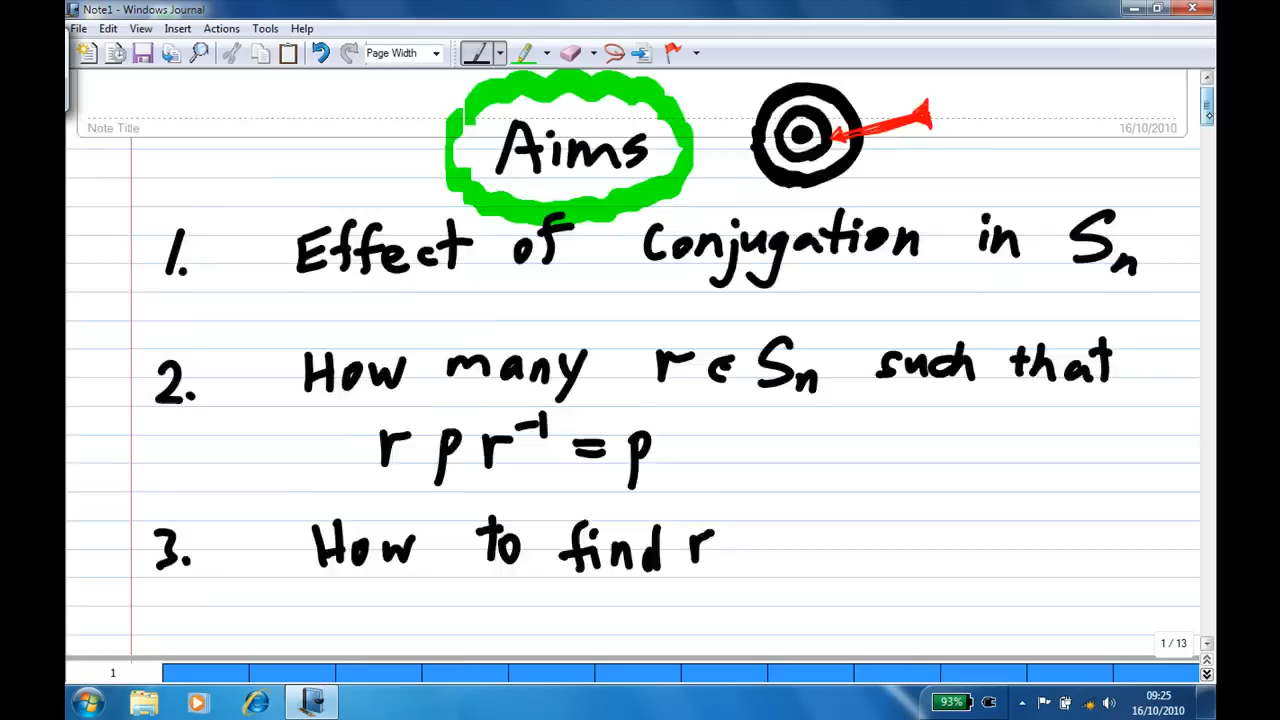 Note1 - Windows Journal
File Edit View Insert Actions Tools Help
Page Width
Note Title
16/10/2010
Aims
1. Effect of Conjugation in Sn
2. How many r ∈ Sn such that
r p r⁻¹ = p
3. How to find r
1 / 13
1
93%
09:25
16/10/2010